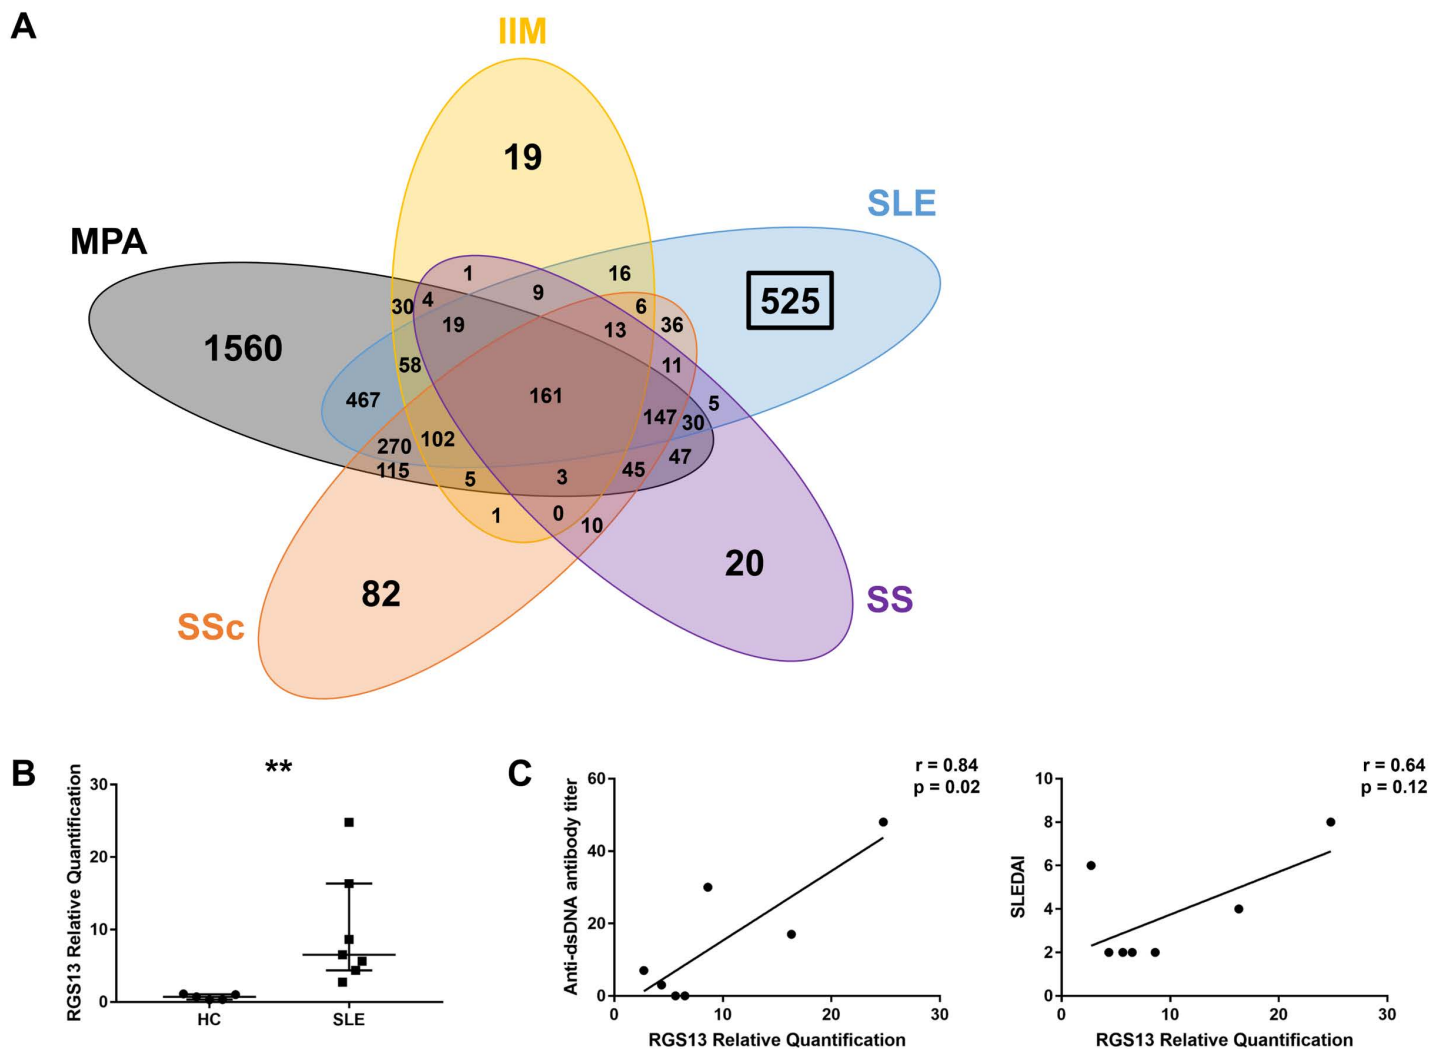 A
IIM
19
SLE
MPA
1
16
525
30
4
9
6
19
13
36
1560
58
11
467
161
5
147
30
270
102
115
5
3
45
47
1
0
10
82
20
SSc
SS
B
**
RGS13 Relative Quantification
30
20
10
0
HC
SLE
C
r = 0.84
p = 0.02
Anti-dsDNA antibody titer
60
40
20
0
0
10
20
30
RGS13 Relative Quantification
r = 0.64
p = 0.12
SLEDAI
10
8
6
4
2
0
0
10
20
30
RGS13 Relative Quantification